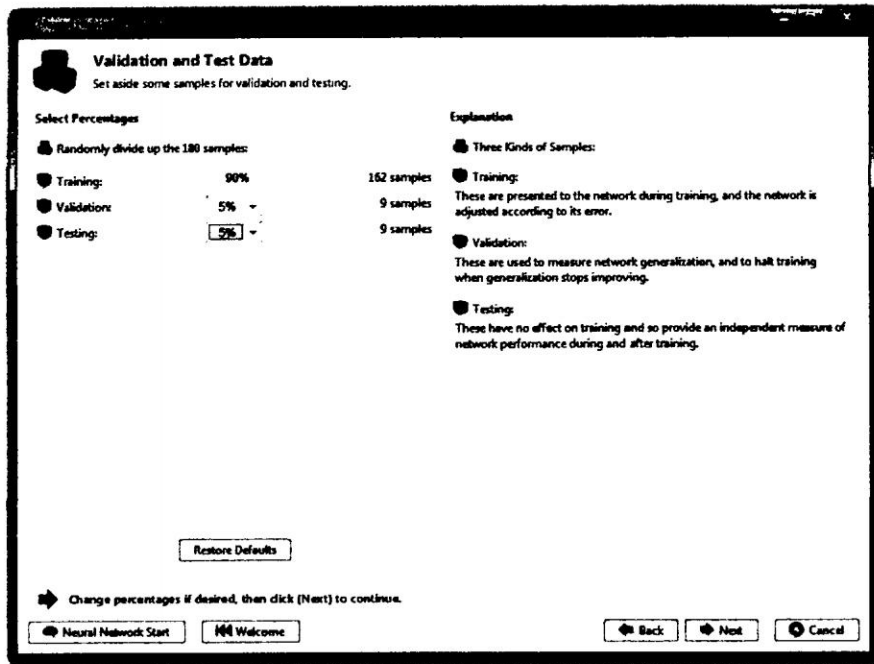 Validation and Test Data
Set aside some samples for validation and testing.
Select Percentages
Randomly divide up the 180 samples:
Training: 90% 162 samples
Validation: 5% 9 samples
Testing: 5% 9 samples
Restore Defaults
Explanation
Three Kinds of Samples:
Training:
These are presented to the network during training, and the network is
adjusted according to its error.
Validation:
These are used to measure network generalization, and to halt training
when generalization stops improving.
Testing:
These have no effect on training and so provide an independent measure of
network performance during and after training.
Change percentages if desired, then click [Next] to continue.
Neural Network Start Welcome Back Next Cancel